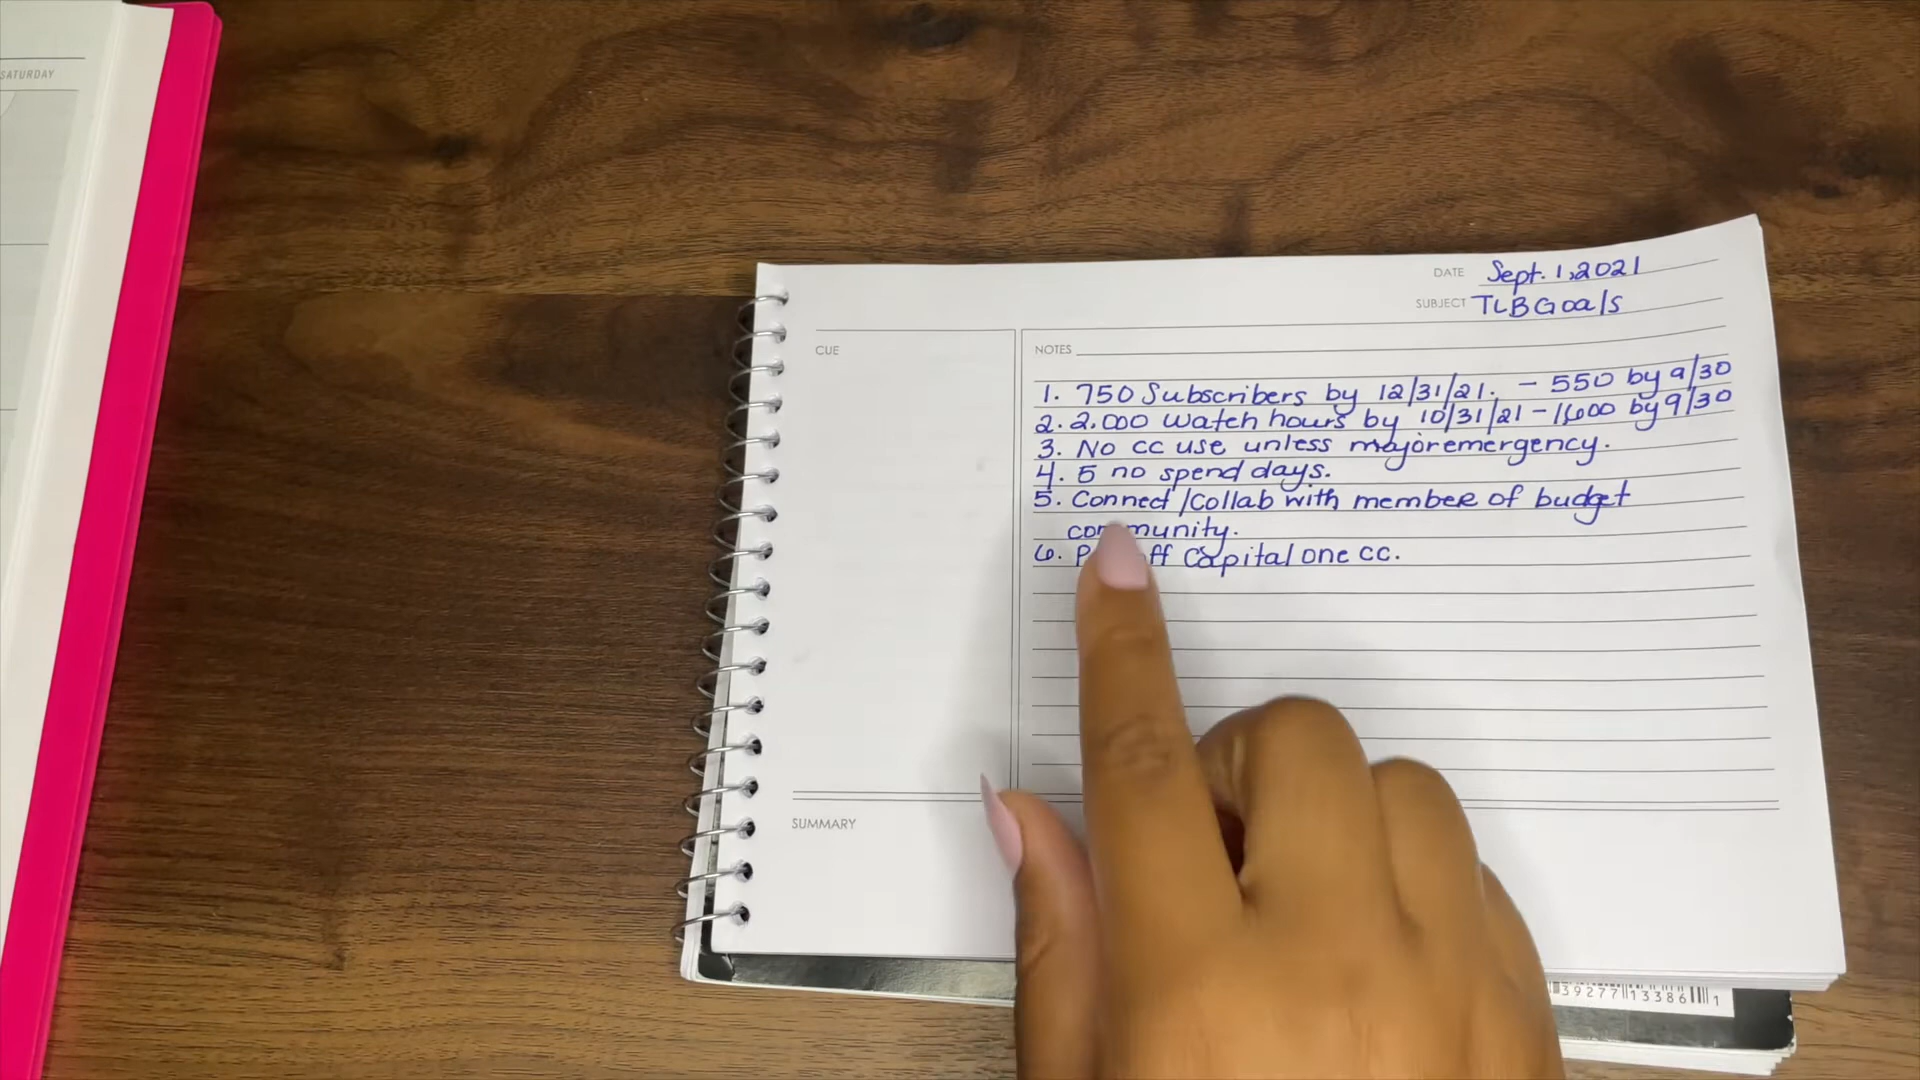 SATURDAY
DATE Sept. 1, 2021
SUBJECT TLB Goals
CUE
NOTES
1. 750 Subscribers by 12/31/21. - 550 by 9/30
2. 2,000 watch hours by 10/31/21 - 1,600 by 9/30
3. No cc use unless major emergency.
4. 5 no spend days.
5. Connect/Collab with member of budget
community.
6. Capital one cc.
SUMMARY
39277 13386 1